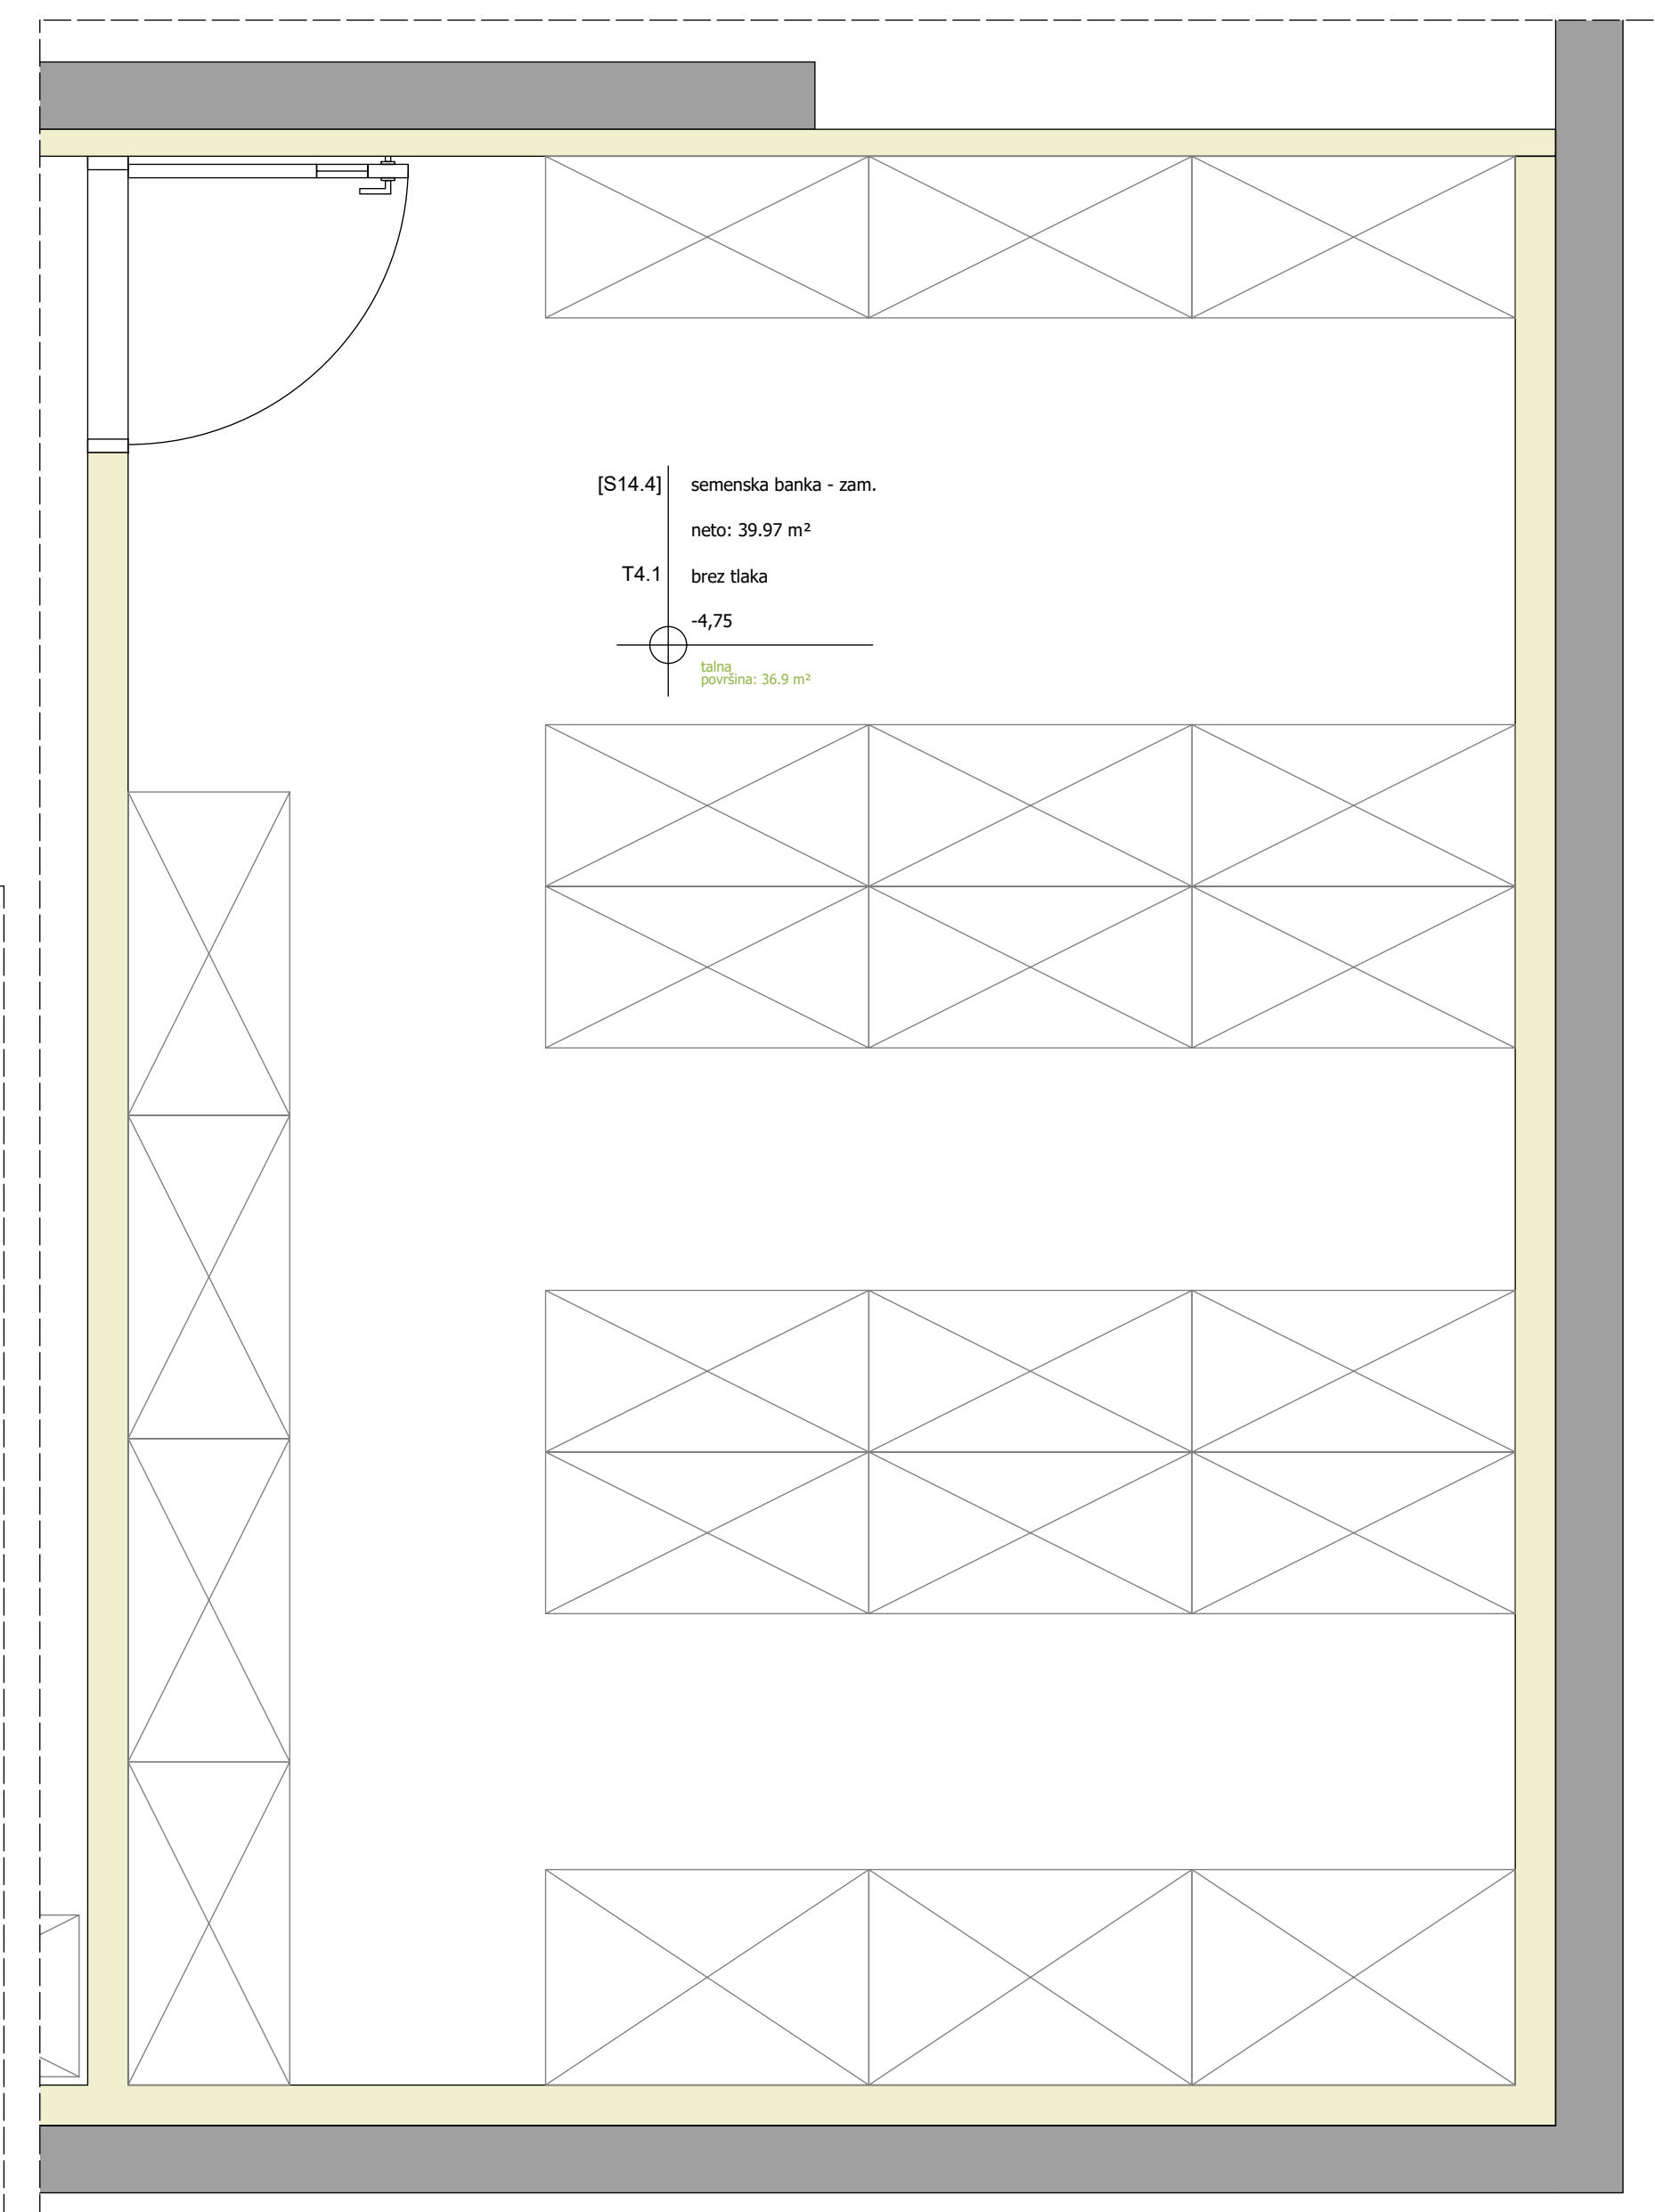 [S14.4] semenska banka - zam.
neto: 39.97 m²
T4.1 brez tlaka
-4,75
talna
površina: 36.9 m²